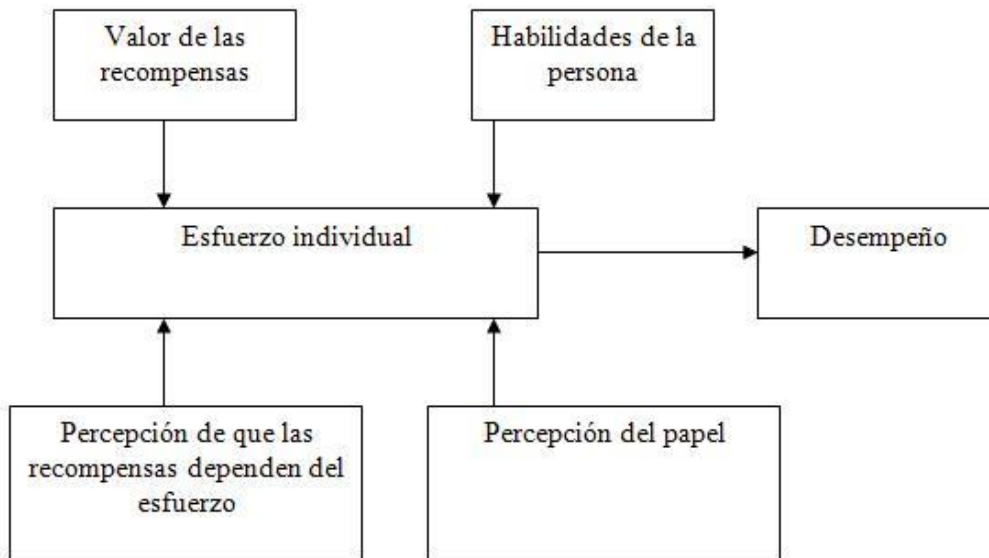 Valor de las
recompensas
Habilidades de la
persona
Esfuerzo individual
Desempeño
Percepción de que las
recompensas dependen del
esfuerzo
Percepción del papel